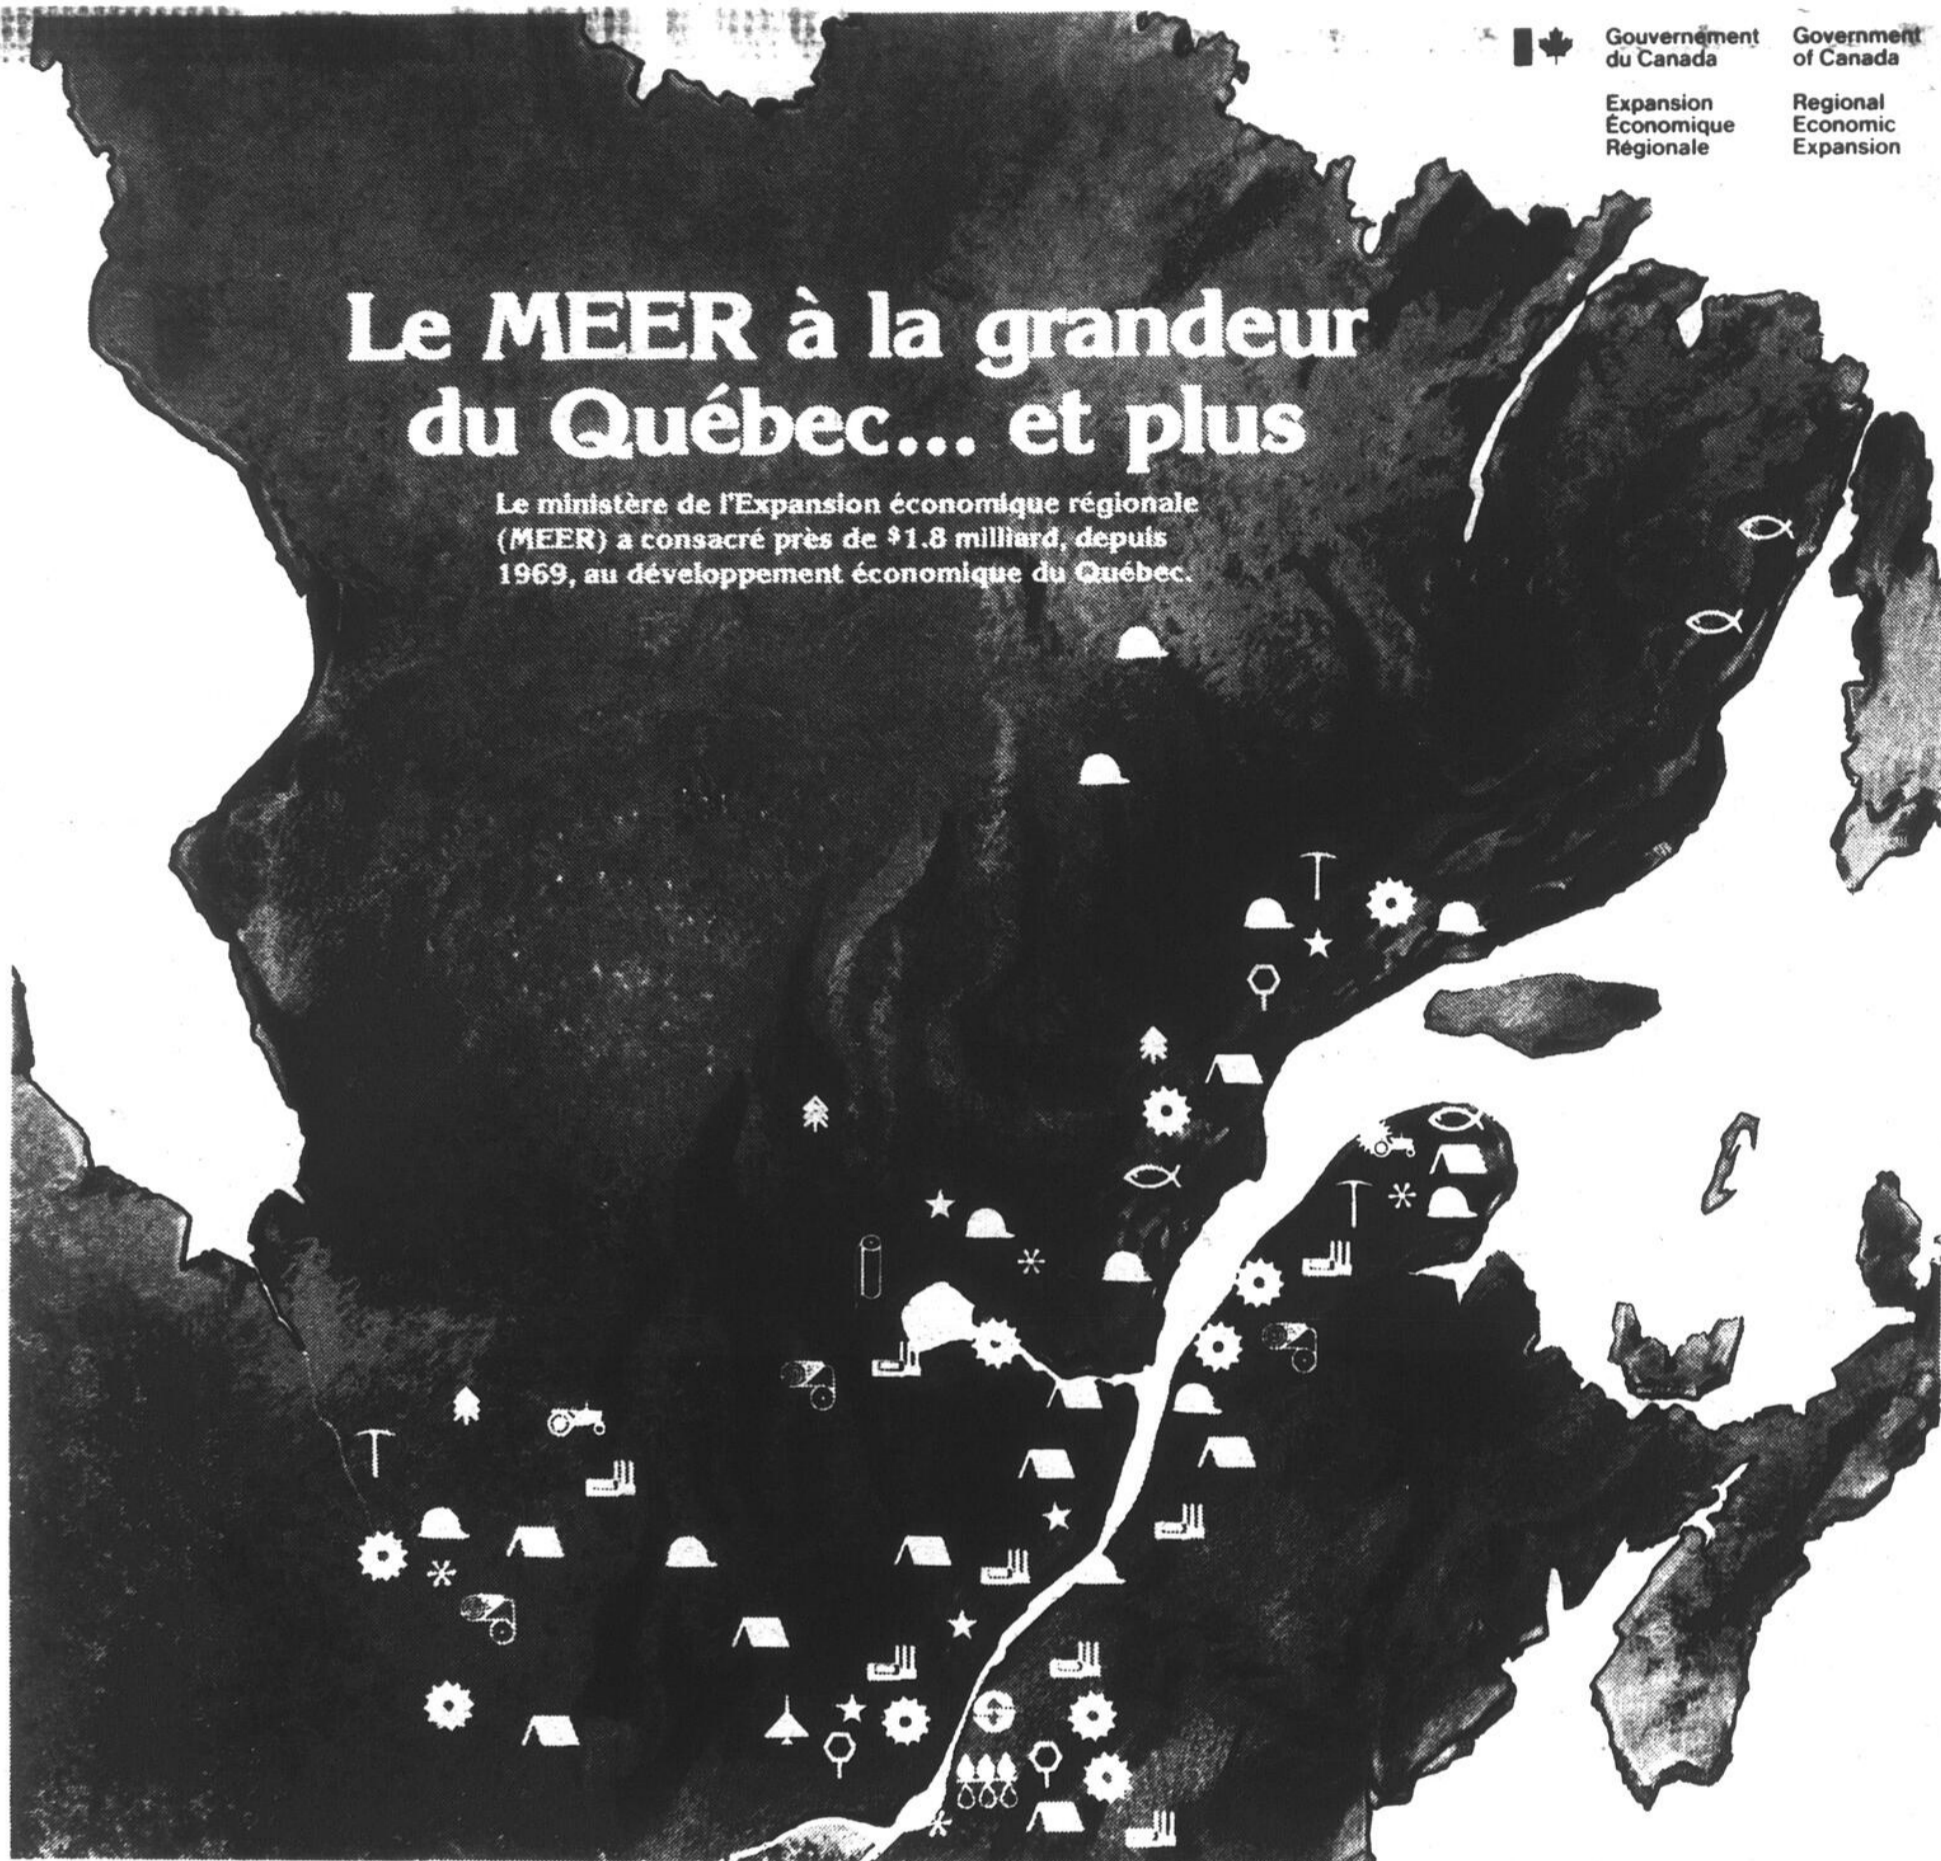 Gouvernement
du Canada
Government
of Canada
Expansion
Économique
Régionale
Regional
Economic
Expansion
Le MEER à la grandeur
du Québec... et plus
Le ministère de l'Expansion économique régionale
(MEER) a consacré près de $1.8 milliard, depuis
1969, au développement économique du Québec.